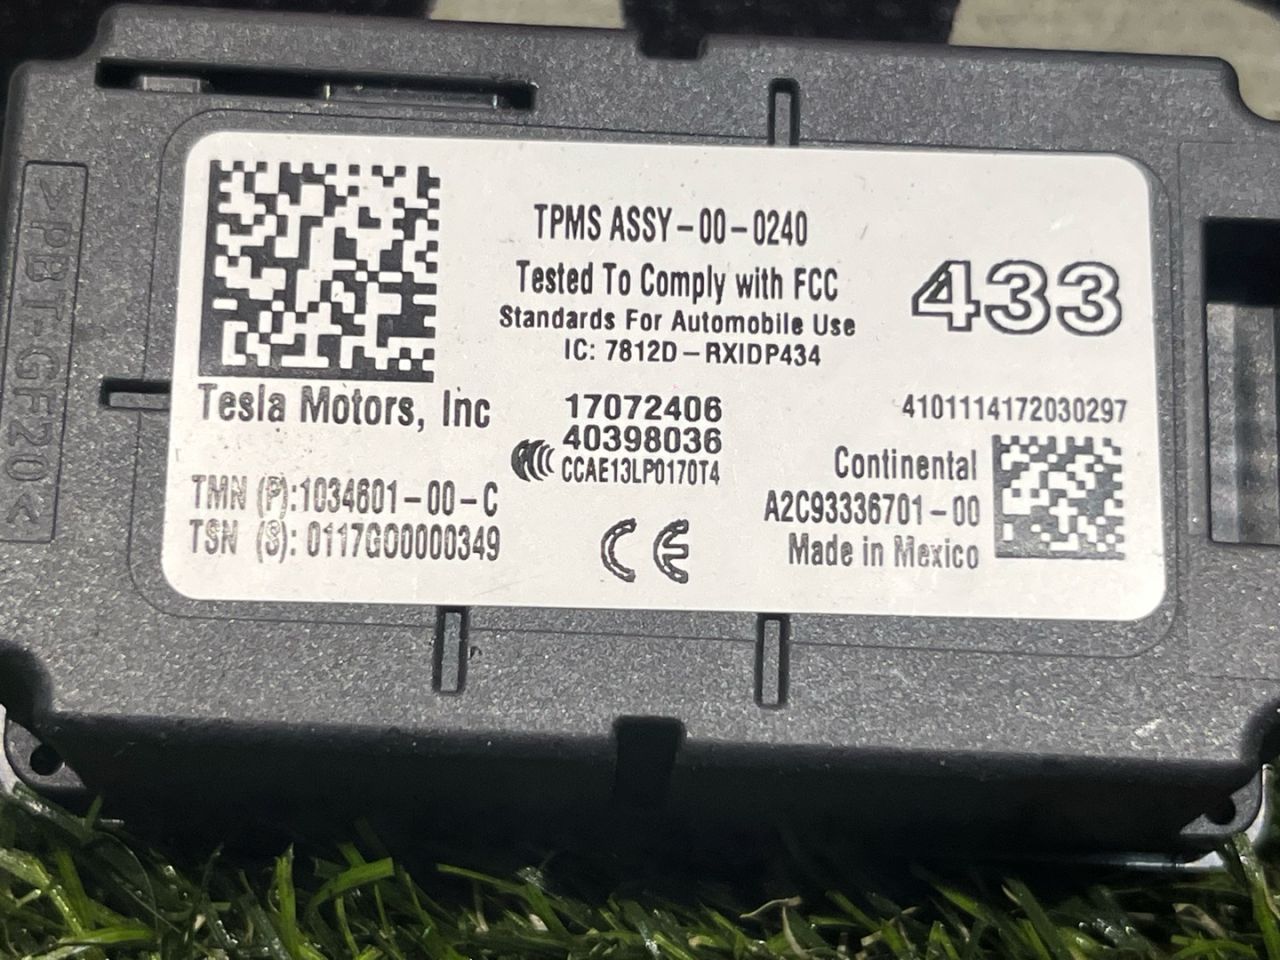 >PBT-GF20<
TPMS ASSY-00-0240
Tested To Comply with FCC
Standards For Automobile Use
IC: 7812D-RXIDP434
433
Tesla Motors, Inc
17072406
40398036
CCAE13LP0170T4
4101114172030297
TMN (P):1034601-00-C
TSN (S): 0117G00000349
CE
Continental
A2C93336701-00
Made in Mexico